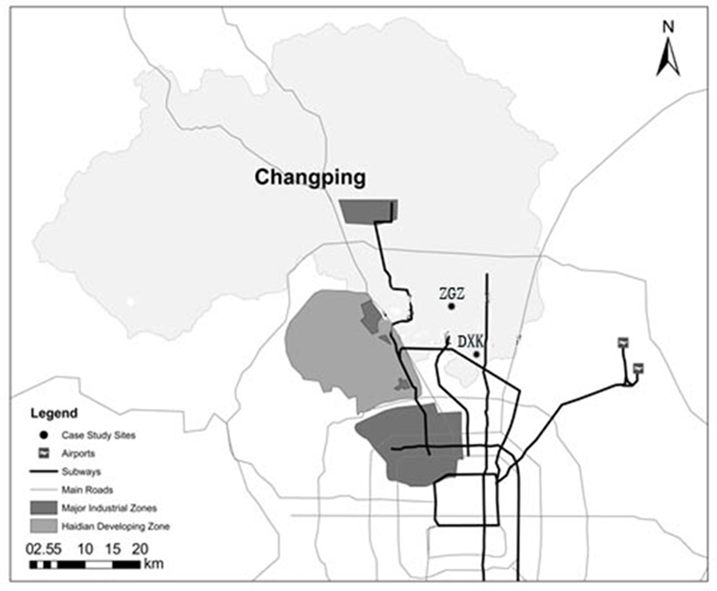 N
Changping
ZGZ
DXK
Legend
Case Study Sites
Airports
Subways
Main Roads
Major Industrial Zones
Haidian Developing Zone
02.55 10 15 20
km